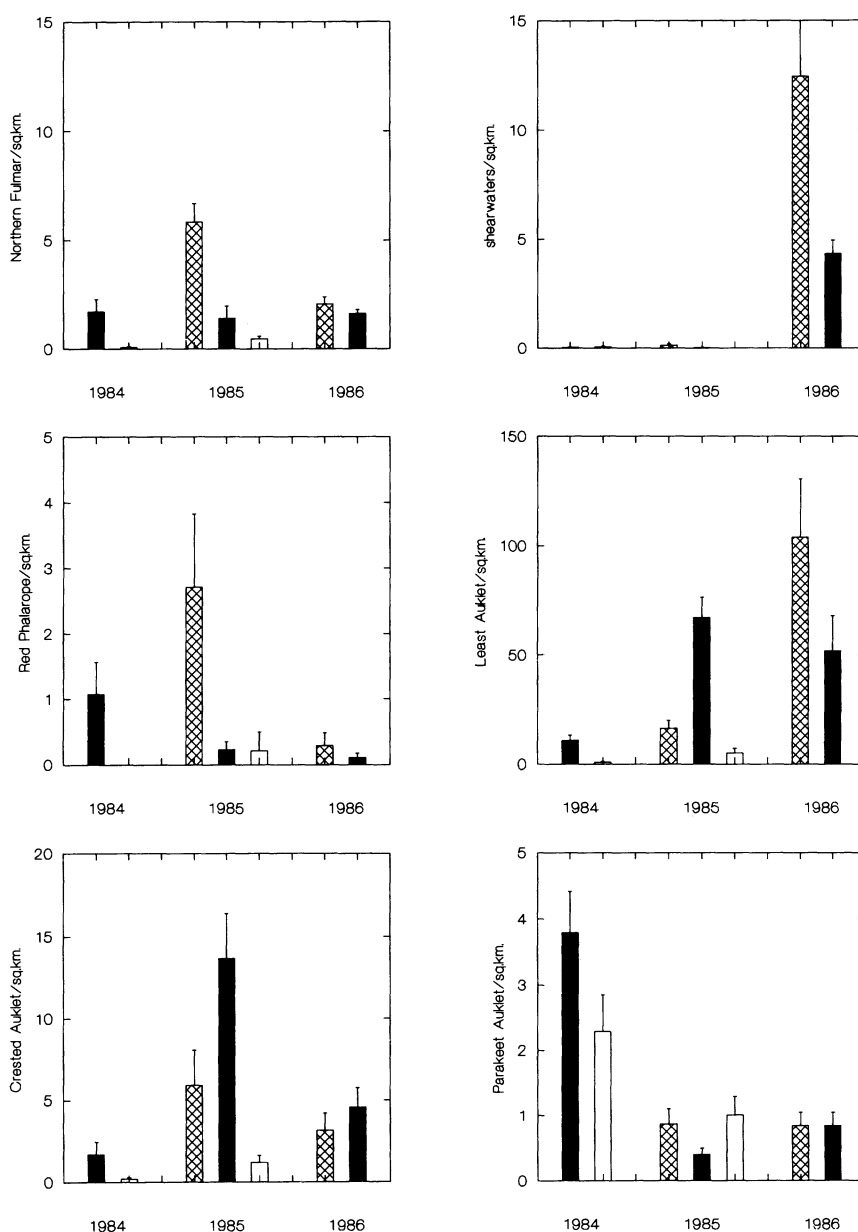 15
10
5
0
Northern Fulmar/sq.km.
1984 1985 1986
15
10
5
0
shearwaters/sq.km.
1984 1985 1986
5
4
3
2
1
0
Red Phalarope/sq.km.
1984 1985 1986
150
100
50
0
Least Auklet/sq.km.
1984 1985 1986
20
15
10
5
0
Crested Auklet/sq.km.
1984 1985 1986
5
4
3
2
1
0
Parakeet Auklet/sq.km.
1984 1985 1986